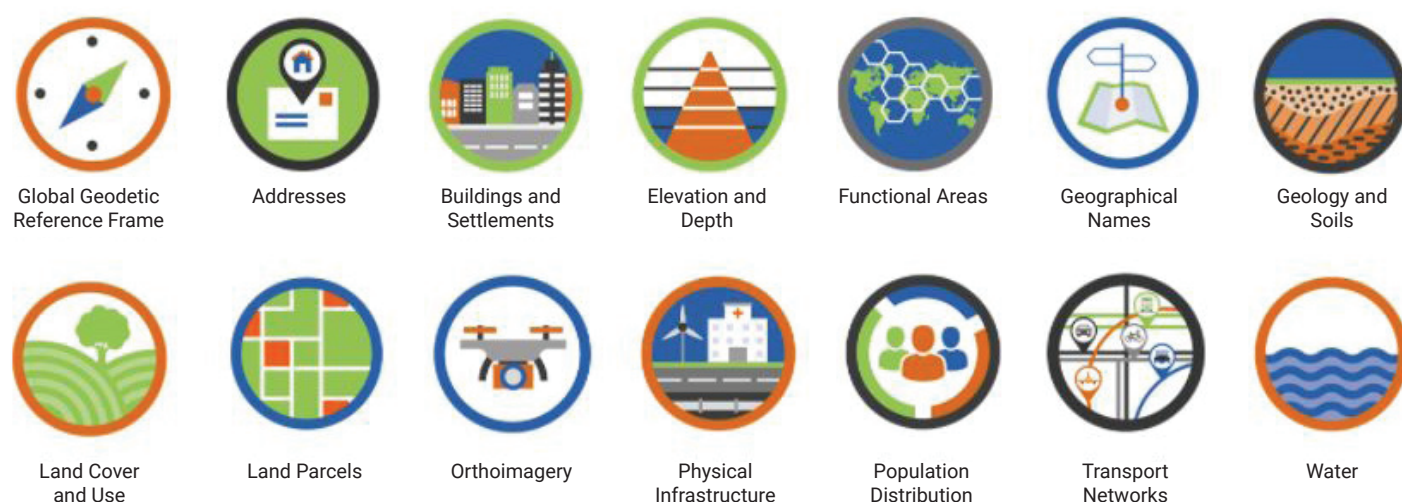 Global Geodetic
Reference Frame
Addresses
Buildings and
Settlements
Elevation and
Depth
Functional Areas
Geographical
Names
Geology and
Soils
Land Cover
and Use
Land Parcels
Orthoimagery
Physical
Infrastructure
Population
Distribution
Transport
Networks
Water